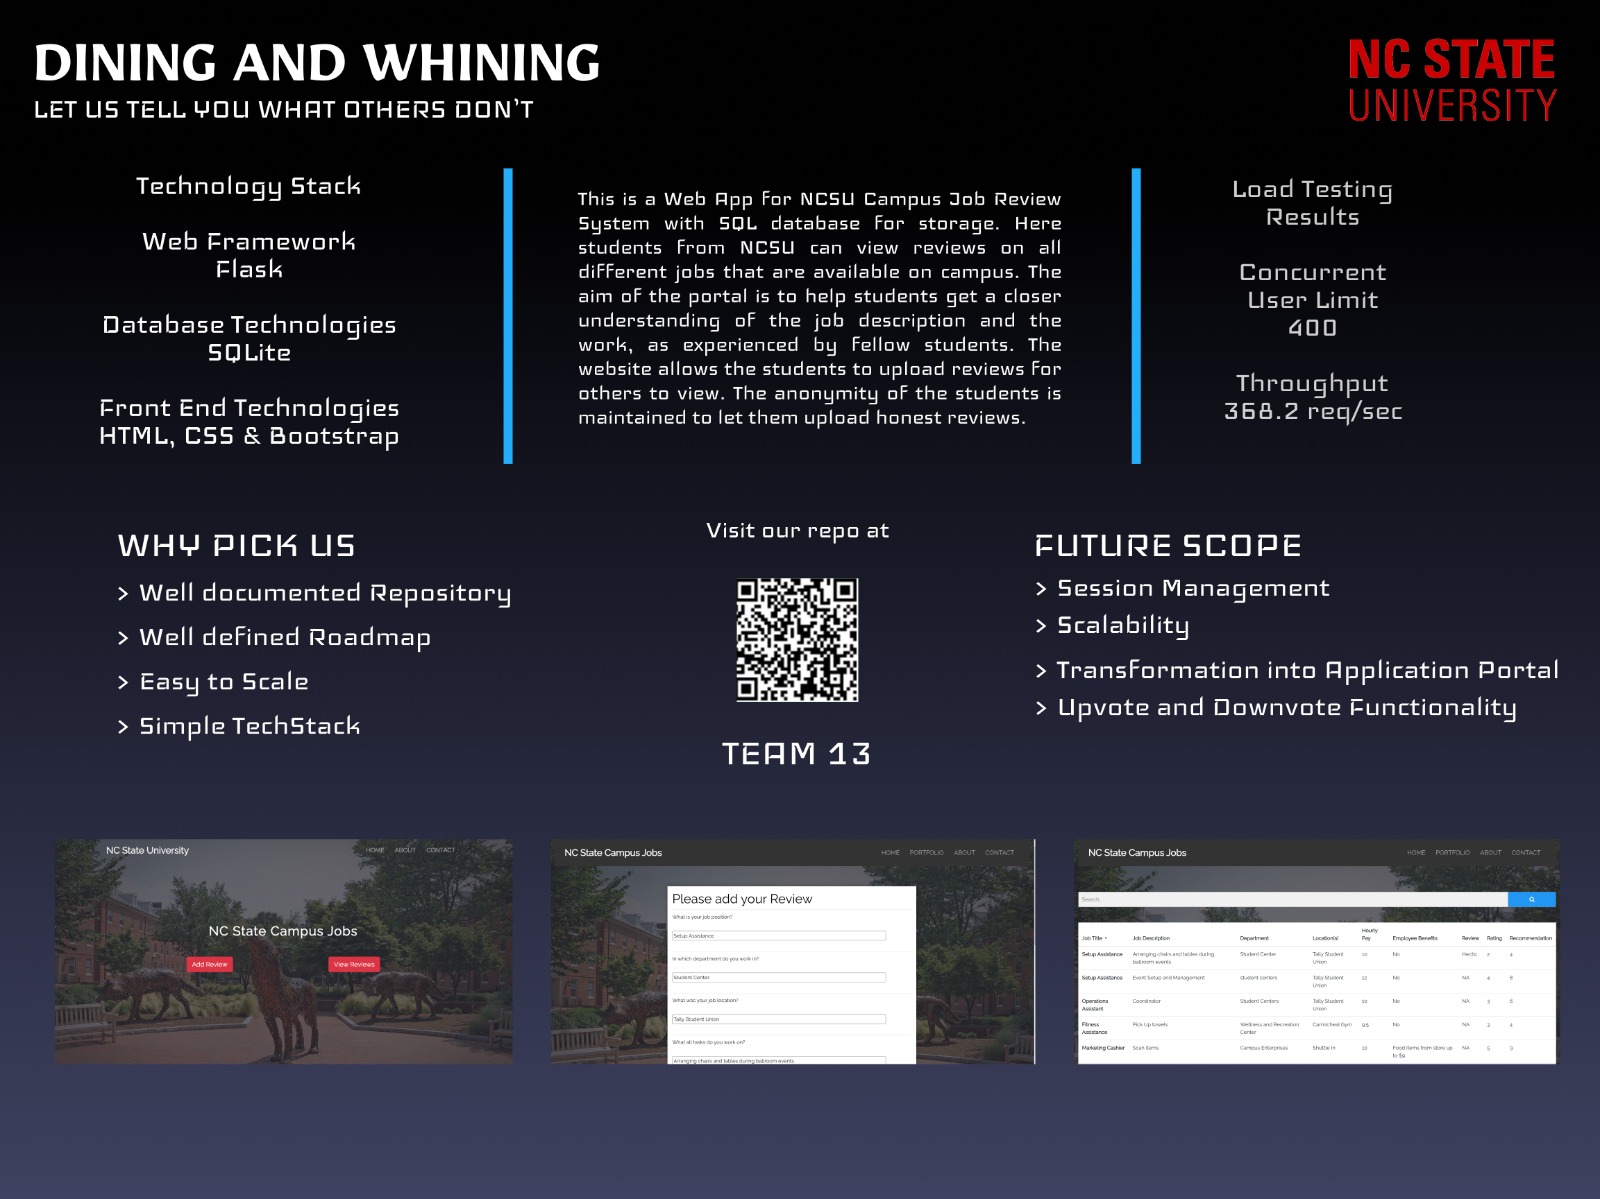 DINING AND WHINING
LET US TELL YOU WHAT OTHERS DON'T
NC STATE
UNIVERSITY
Technology Stack
Web Framework
Flask
Database Technologies
SQLite
Front End Technologies
HTML, CSS & Bootstrap
This is a Web App for NCSU Campus Job Review
System with SQL database for storage. Here
students from NCSU can view reviews on all
different jobs that are available on campus. The
aim of the portal is to help students get a closer
understanding of the job description and the
work, as experienced by fellow students. The
website allows the students to upload reviews for
others to view. The anonymity of the students is
maintained to let them upload honest reviews.
Load Testing
Results
Concurrent
User Limit
400
Throughput
368.2 req/sec
WHY PICK US
> Well documented Repository
> Well defined Roadmap
> Easy to Scale
> Simple TechStack
Visit our repo at
TEAM 13
FUTURE SCOPE
> Session Management
> Scalability
> Transformation into Application Portal
> Upvote and Downvote Functionality
NC State University
HOME ABOUT CONTACT
NC State Campus Jobs
Add Review View Reviews
NC State Campus Jobs
HOME PORTFOLIO ABOUT CONTACT
Please add your Review
What is your job position?
Setup Assistance
In which department do you work in?
Student Center
What was your job location?
Tally Student Union
What all tasks do you work on?
Arranging chairs and tables during ballroom events
NC State Campus Jobs
HOME PORTFOLIO ABOUT CONTACT
Search..
Job Title Job Description Department Location(s) Hourly Pay Employee Benefits Review Rating Recommendation
Setup Assistance Arranging chairs and tables during ballroom events Student Center Tally Student Union 10 No Hectic 2 4
Setup Assistance Event Setup and Management student centers Tally Student Union 12 No NA 4 8
Operations Assistant Coordinator Student Centers Tally Student Union 10 No NA 3 6
Fitness Assistance Pick Up towels Wellness and Recreation Center Carmicheal Gym 9.5 No NA 3 4
Marketing Cashier Scan items Campus Enterprises Shuttle In 10 Food items from store up to $9 NA 5 9